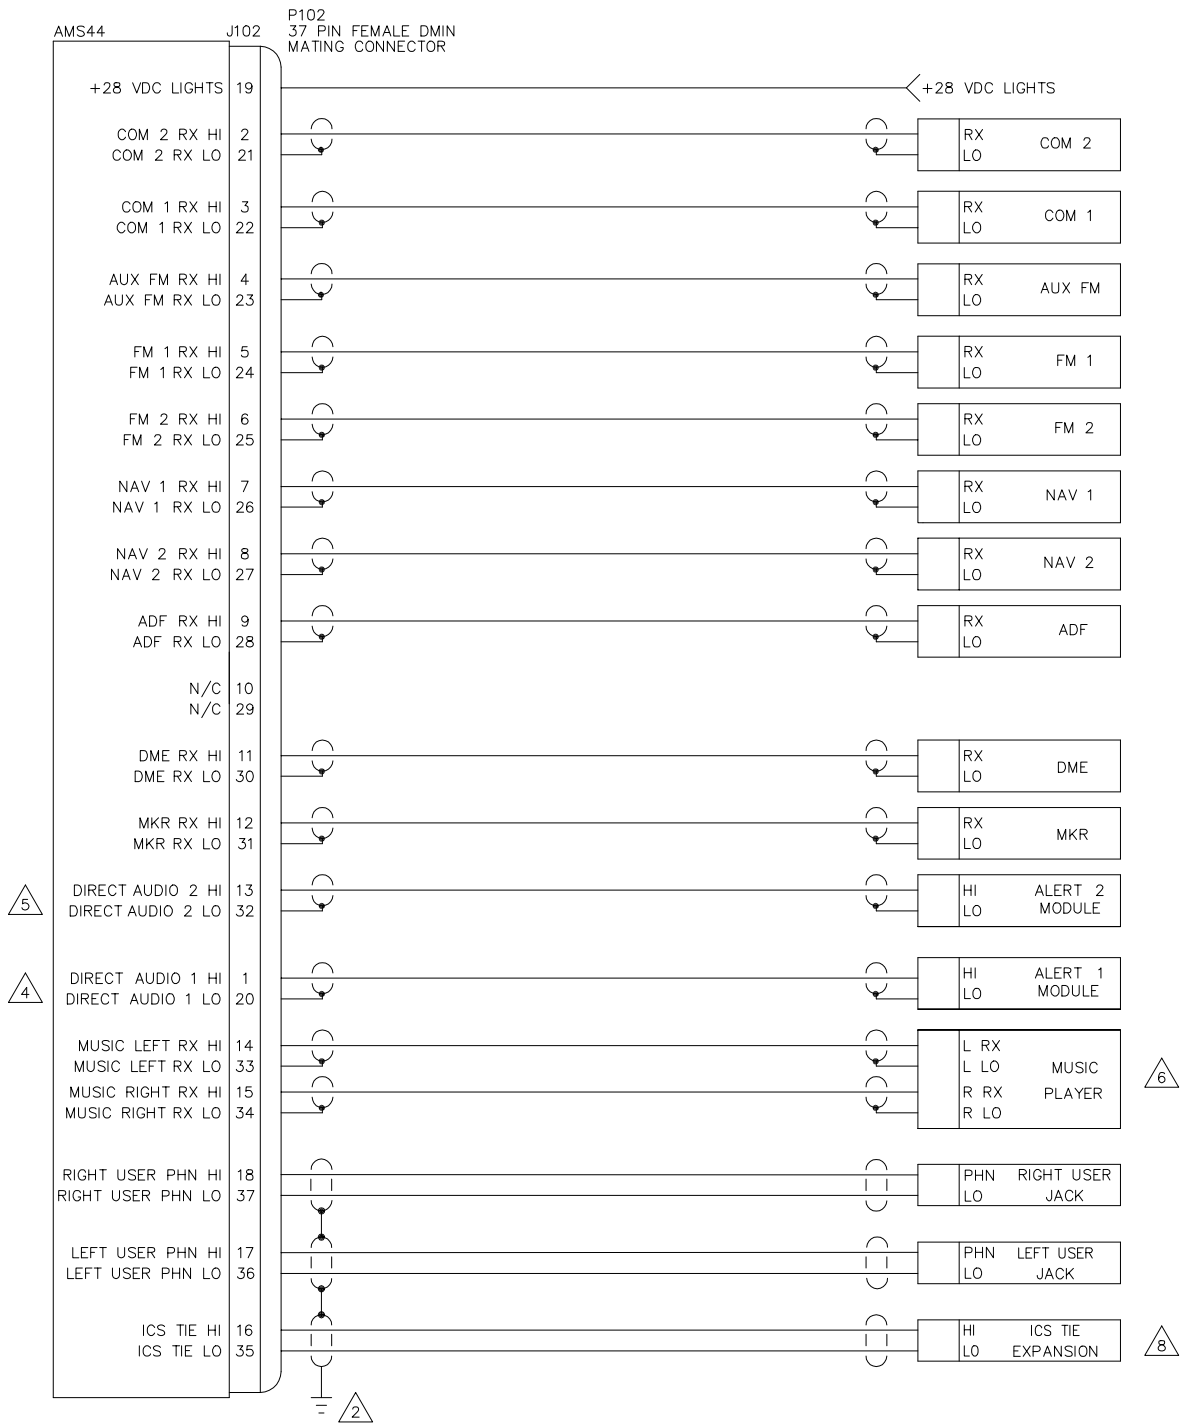 P102
AMS44 J102 37 PIN FEMALE DMIN
MATING CONNECTOR
+28 VDC LIGHTS 19 +28 VDC LIGHTS
COM 2 RX HI 2 RX COM 2
COM 2 RX LO 21 LO
COM 1 RX HI 3 RX COM 1
COM 1 RX LO 22 LO
AUX FM RX HI 4 RX AUX FM
AUX FM RX LO 23 LO
FM 1 RX HI 5 RX FM 1
FM 1 RX LO 24 LO
FM 2 RX HI 6 RX FM 2
FM 2 RX LO 25 LO
NAV 1 RX HI 7 RX NAV 1
NAV 1 RX LO 26 LO
NAV 2 RX HI 8 RX NAV 2
NAV 2 RX LO 27 LO
ADF RX HI 9 RX ADF
ADF RX LO 28 LO
N/C 10
N/C 29
DME RX HI 11 RX DME
DME RX LO 30 LO
MKR RX HI 12 RX MKR
MKR RX LO 31 LO
DIRECT AUDIO 2 HI 13 HI ALERT 2
5 DIRECT AUDIO 2 LO 32 LO MODULE
DIRECT AUDIO 1 HI 1 HI ALERT 1
4 DIRECT AUDIO 1 LO 20 LO MODULE
MUSIC LEFT RX HI 14 L RX
MUSIC LEFT RX LO 33 L LO MUSIC 6
MUSIC RIGHT RX HI 15 R RX PLAYER
MUSIC RIGHT RX LO 34 R LO
RIGHT USER PHN HI 18 PHN RIGHT USER
RIGHT USER PHN LO 37 LO JACK
LEFT USER PHN HI 17 PHN LEFT USER
LEFT USER PHN LO 36 LO JACK
ICS TIE HI 16 HI ICS TIE
ICS TIE LO 35 LO EXPANSION 8
2